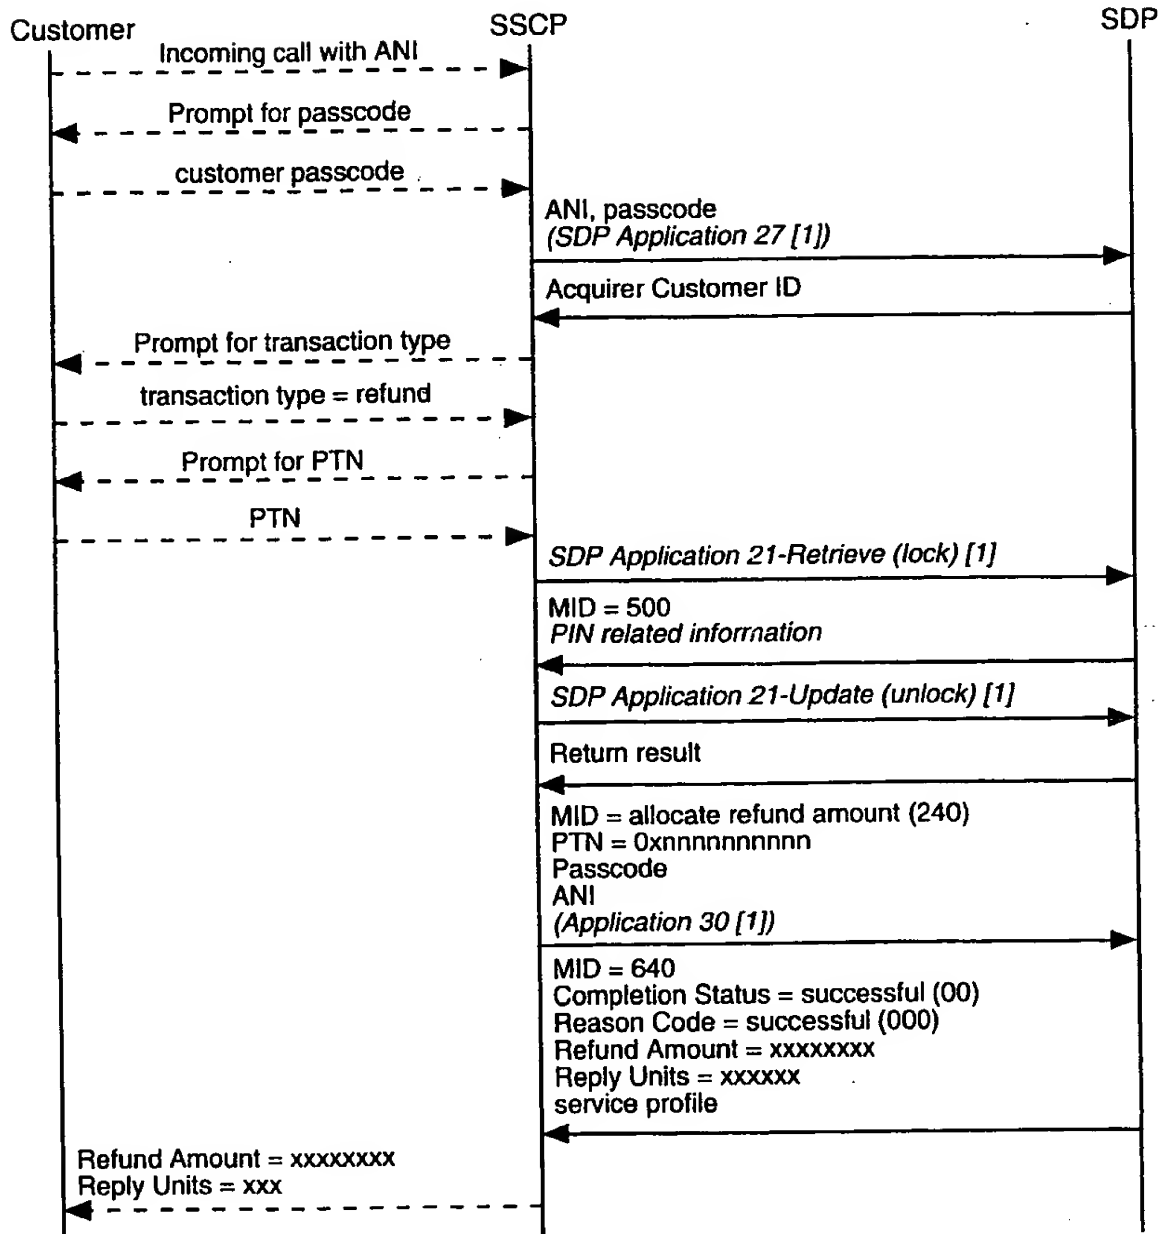 Customer
SSCP
SDP
Incoming call with ANI
Prompt for passcode
customer passcode
ANI, passcode
(SDP Application 27 [1])
Acquirer Customer ID
Prompt for transaction type
transaction type = refund
Prompt for PTN
PTN
SDP Application 21-Retrieve (lock) [1]
MID = 500
PIN related information
SDP Application 21-Update (unlock) [1]
Return result
MID = allocate refund amount (240)
PTN = 0xnnnnnnnnnnn
Passcode
ANI
(Application 30 [1])
MID = 640
Completion Status = successful (00)
Reason Code = successful (000)
Refund Amount = xxxxxxxx
Reply Units = xxxxxx
service profile
Refund Amount = xxxxxxxx
Reply Units = xxx